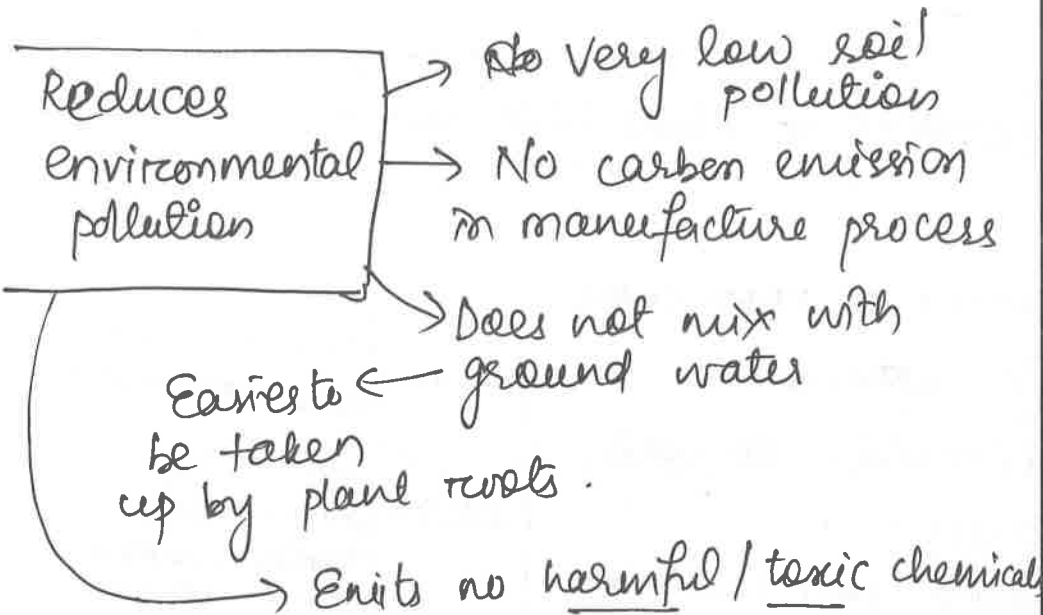 Reduces
environmental
pollution
Very low soil
pollution
No carbon emission
in manufacture process
Does not mix with
ground water
Easier to
be taken
up by plant roots.
Emits no harmful / toxic chemicals